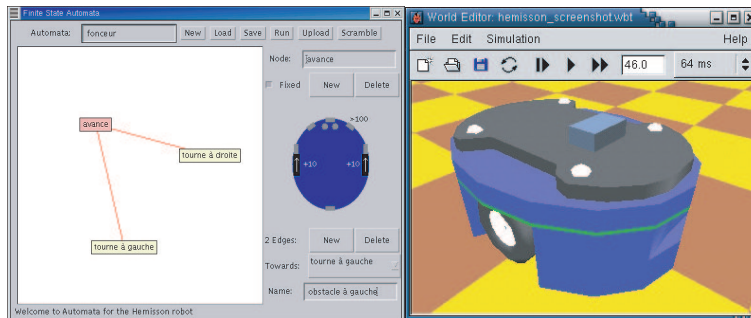 Finite State Automata
Automata: fonceur New Load Save Run Upload Scramble
Node: avance
Fixed New Delete
avance
tourne à droite
tourne à gauche
>100
+10 +10
2 Edges: New Delete
Towards: tourne à gauche
Name: obstacle à gauche
Welcome to Automata for the Hemisson robot
World Editor: hemisson_screenshot.wbt
File Edit Simulation Help
46.0 64 ms